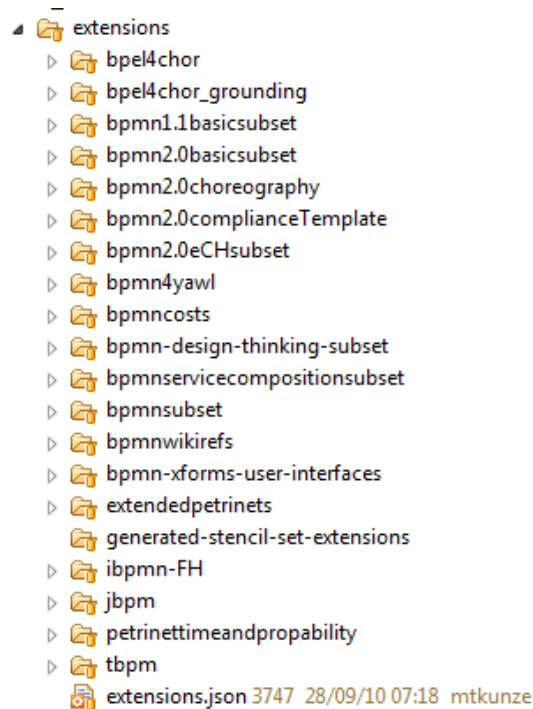 extensions
bpel4chor
bpel4chor_grounding
bpmn1.1basicsubset
bpmn2.0basicsubset
bpmn2.0choreography
bpmn2.0complianceTemplate
bpmn2.0eCHsubset
bpmn4yawl
bpmncosts
bpmn-design-thinking-subset
bpmnservicecompositionsubset
bpmnsubset
bpmnwikirefs
bpmn-xforms-user-interfaces
extendedpetrinets
generated-stencil-set-extensions
ibpmn-FH
jbpm
petrinettimeandpropability
tbpm
extensions.json 3747 28/09/10 07:18 mtkunze